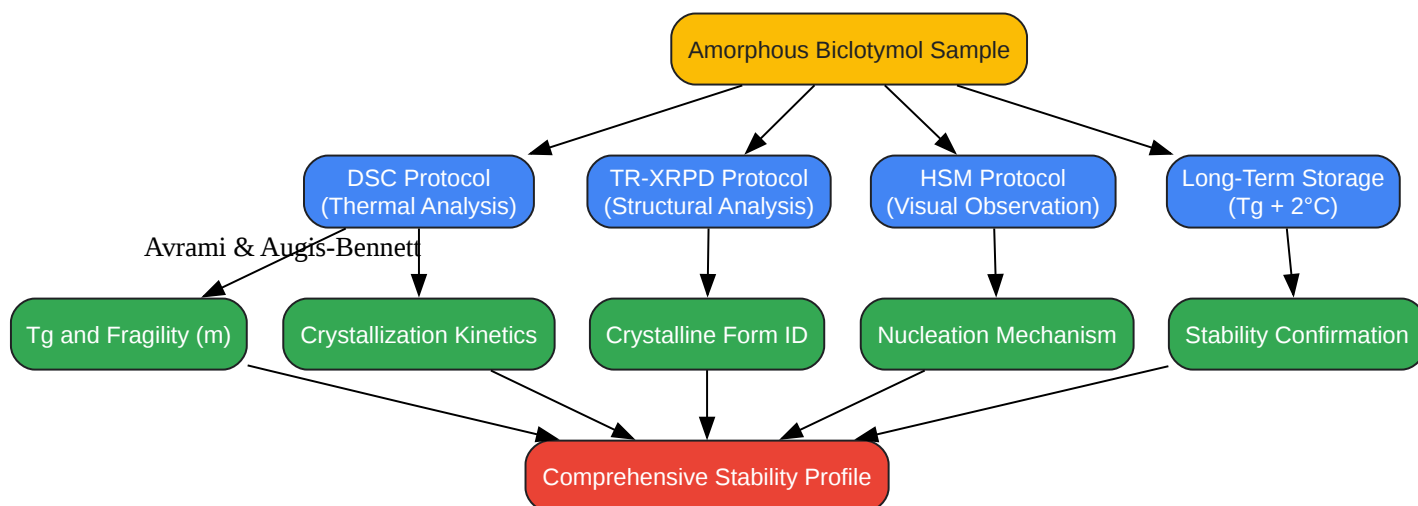 Amorphous Biclotymol Sample
DSC Protocol
(Thermal Analysis)
TR-XRPD Protocol
(Structural Analysis)
HSM Protocol
(Visual Observation)
Long-Term Storage
(Tg + 2°C)
Avrami & Augis-Bennett
Tg and Fragility (m)
Crystallization Kinetics
Crystalline Form ID
Nucleation Mechanism
Stability Confirmation
Comprehensive Stability Profile